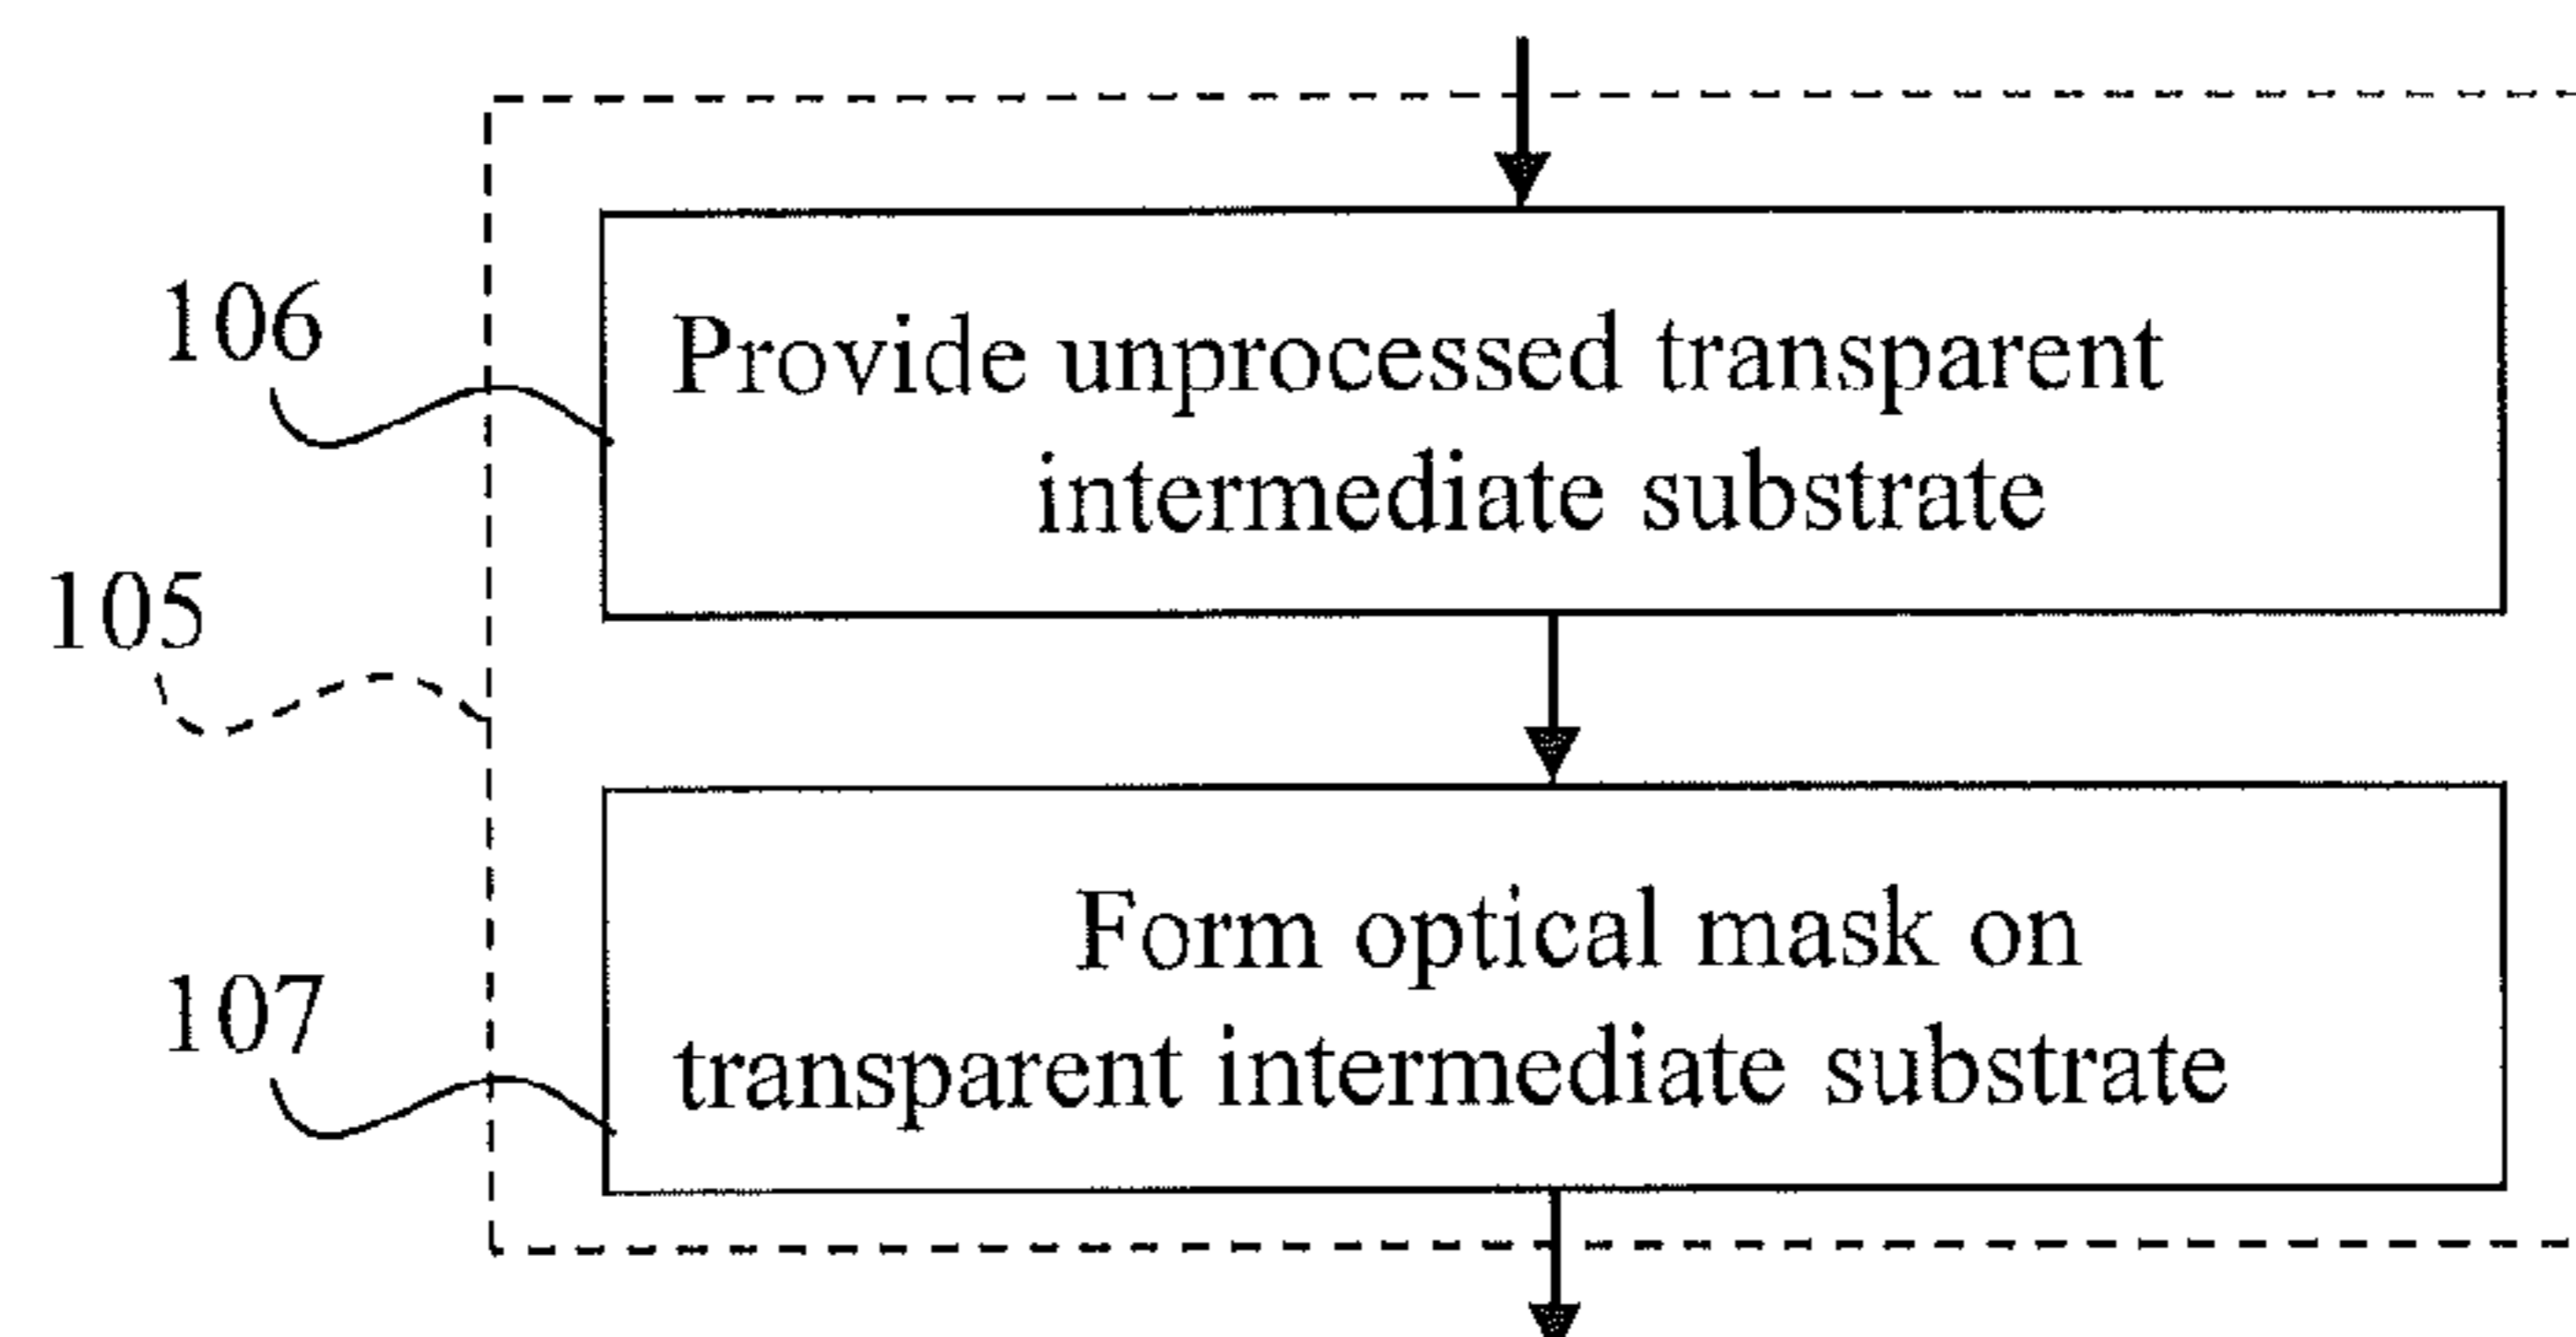 106
Provide unprocessed transparent
intermediate substrate
105
Form optical mask on
107
transparent intermediate substrate